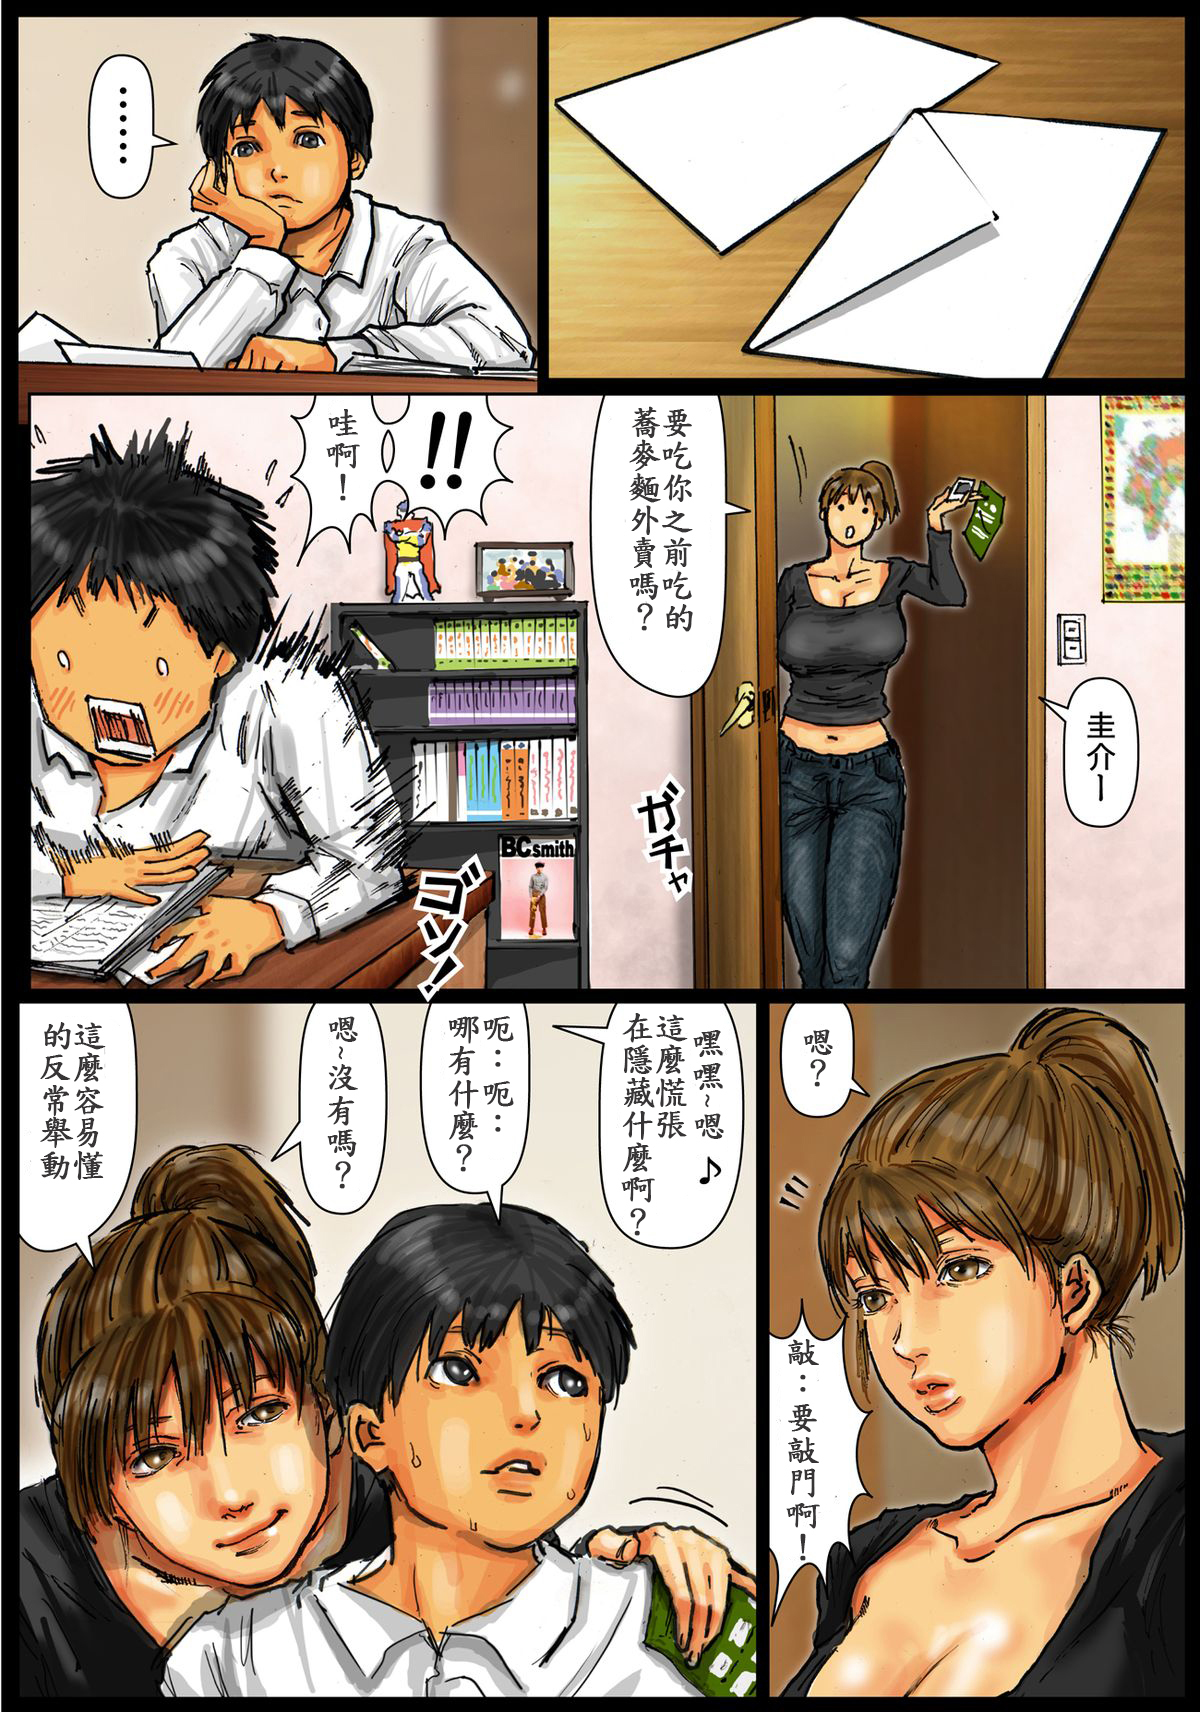 ………
圭介ー
要吃你之前吃的
蕎麥麵外賣嗎？
ガチャ
!!
哇啊！
ゴソ！
BC smith
嗯？
敲‥要敲門啊！
嘿嘿~嗯♪
這麼慌張
在隱藏什麼啊？
呃‥呃‥
哪有什麼？
嗯~沒有嗎？
這麼容易懂
的反常舉動